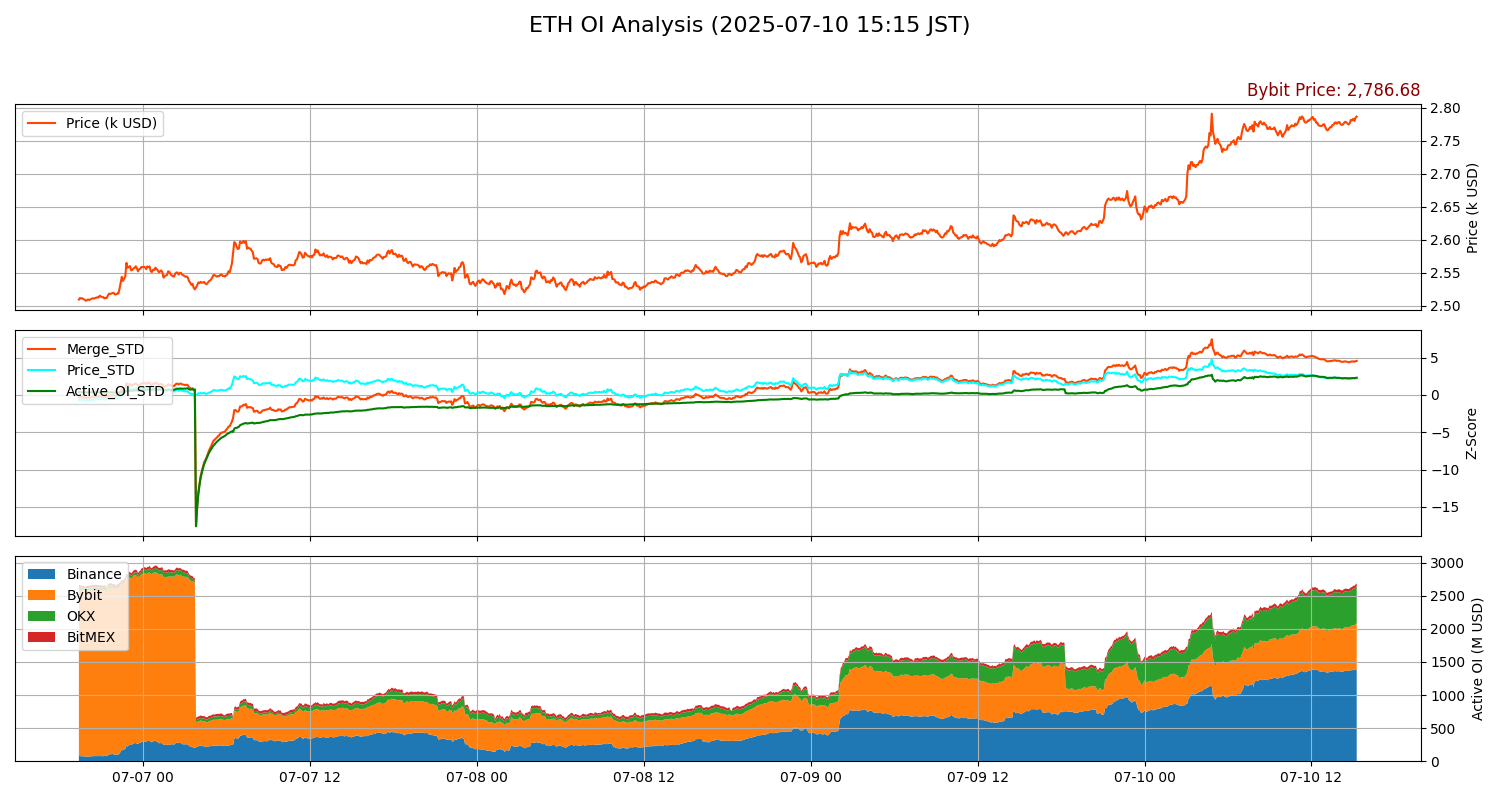 ETH OI Analysis (2025-07-10 15:15 JST)
Bybit Price: 2,786.68
Price (k USD)
2.80
2.75
2.70
2.65
2.60
2.55
2.50
Price (k USD)
Merge_STD
Price_STD
Active_OI_STD
5
0
−5
−10
−15
Z-Score
Binance
Bybit
OKX
BitMEX
3000
2500
2000
1500
1000
500
0
Active OI (M USD)
07-07 00
07-07 12
07-08 00
07-08 12
07-09 00
07-09 12
07-10 00
07-10 12